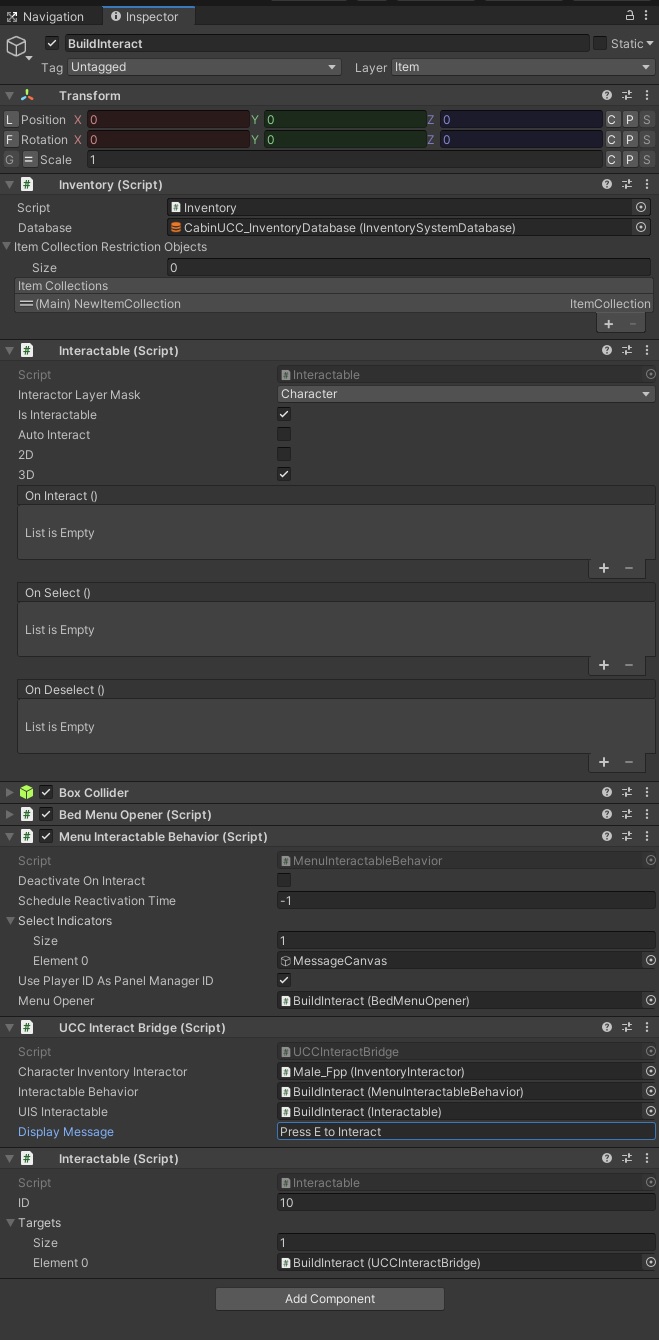 Navigation Inspector
BuildInteract Static
Tag Untagged Layer Item
Transform
L Position X 0 Y 0 Z 0 C P S
F Rotation X 0 Y 0 Z 0 C P S
G = Scale 1 C P S
# Inventory (Script)
Script # Inventory
Database CabinUCC_InventoryDatabase (InventorySystemDatabase)
Item Collection Restriction Objects
Size 0
Item Collections
(Main) NewItemCollection ItemCollection
+ −
# Interactable (Script)
Script # Interactable
Interactor Layer Mask Character
Is Interactable
Auto Interact
2D
3D
On Interact ()
List is Empty
+ −
On Select ()
List is Empty
+ −
On Deselect ()
List is Empty
+ −
Box Collider
# Bed Menu Opener (Script)
# Menu Interactable Behavior (Script)
Script # MenuInteractableBehavior
Deactivate On Interact
Schedule Reactivation Time -1
Select Indicators
Size 1
Element 0 MessageCanvas
Use Player ID As Panel Manager ID
Menu Opener # BuildInteract (BedMenuOpener)
# UCC Interact Bridge (Script)
Script # UCCInteractBridge
Character Inventory Interactor # Male_Fpp (InventoryInteractor)
Interactable Behavior # BuildInteract (MenuInteractableBehavior)
UIS Interactable # BuildInteract (Interactable)
Display Message Press E to Interact
# Interactable (Script)
Script # Interactable
ID 10
Targets
Size 1
Element 0 # BuildInteract (UCCInteractBridge)
Add Component